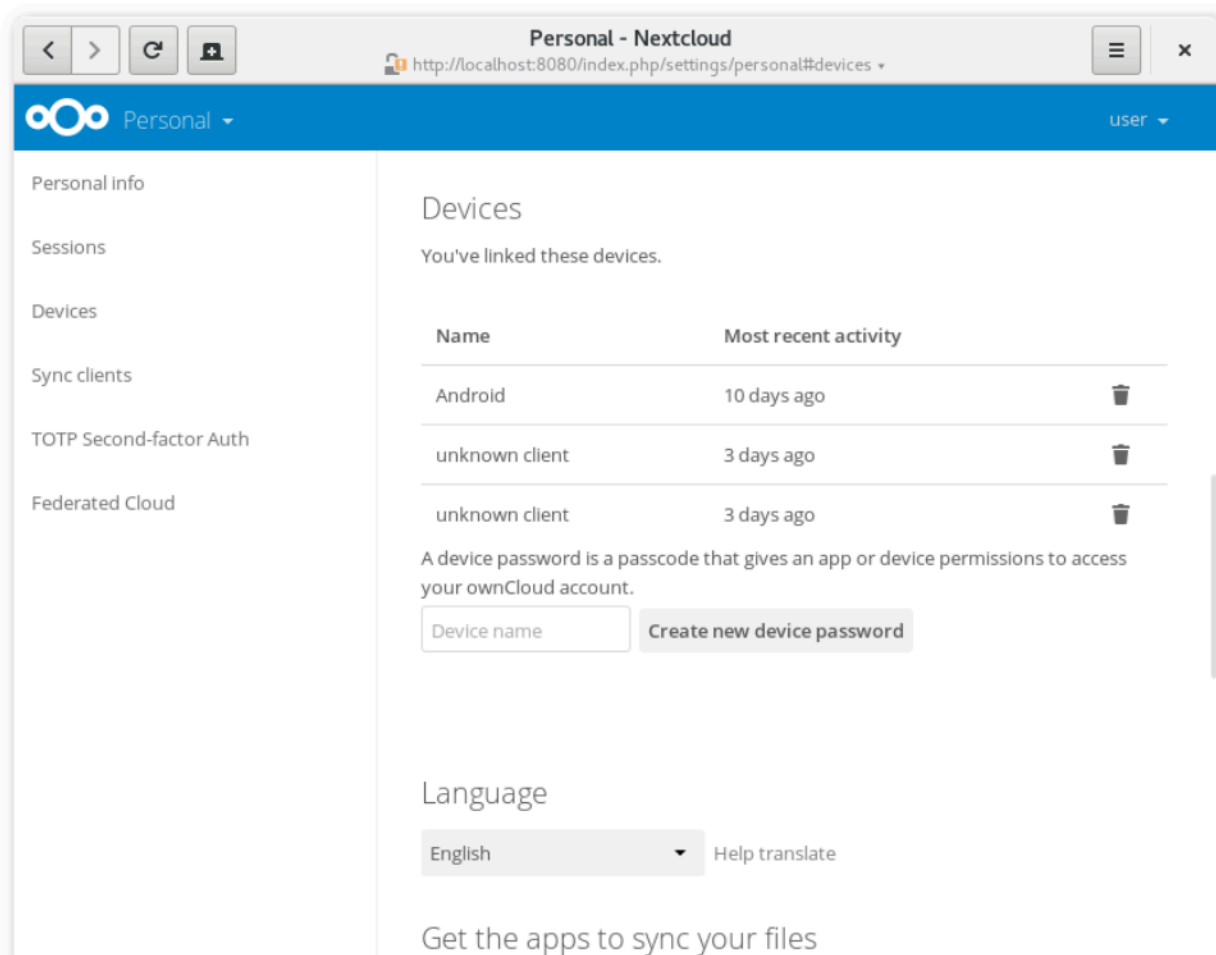 Personal - Nextcloud
http://localhost:8080/index.php/settings/personal#devices
Personal
user
Personal info
Sessions
Devices
Sync clients
TOTP Second-factor Auth
Federated Cloud
Devices
You've linked these devices.
Name Most recent activity
Android 10 days ago
unknown client 3 days ago
unknown client 3 days ago
A device password is a passcode that gives an app or device permissions to access
your ownCloud account.
Device name Create new device password
Language
English Help translate
Get the apps to sync your files